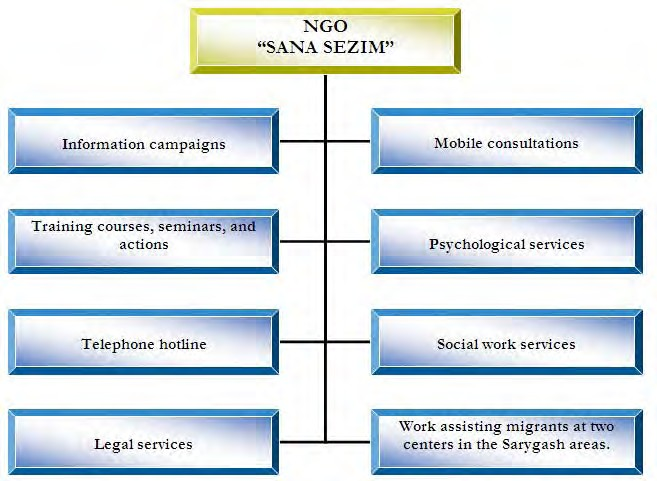 NGO
“SANA SEZIM”
Information campaigns
Mobile consultations
Training courses, seminars, and
actions
Psychological services
Telephone hotline
Social work services
Legal services
Work assisting migrants at two
centers in the Sarygash areas.